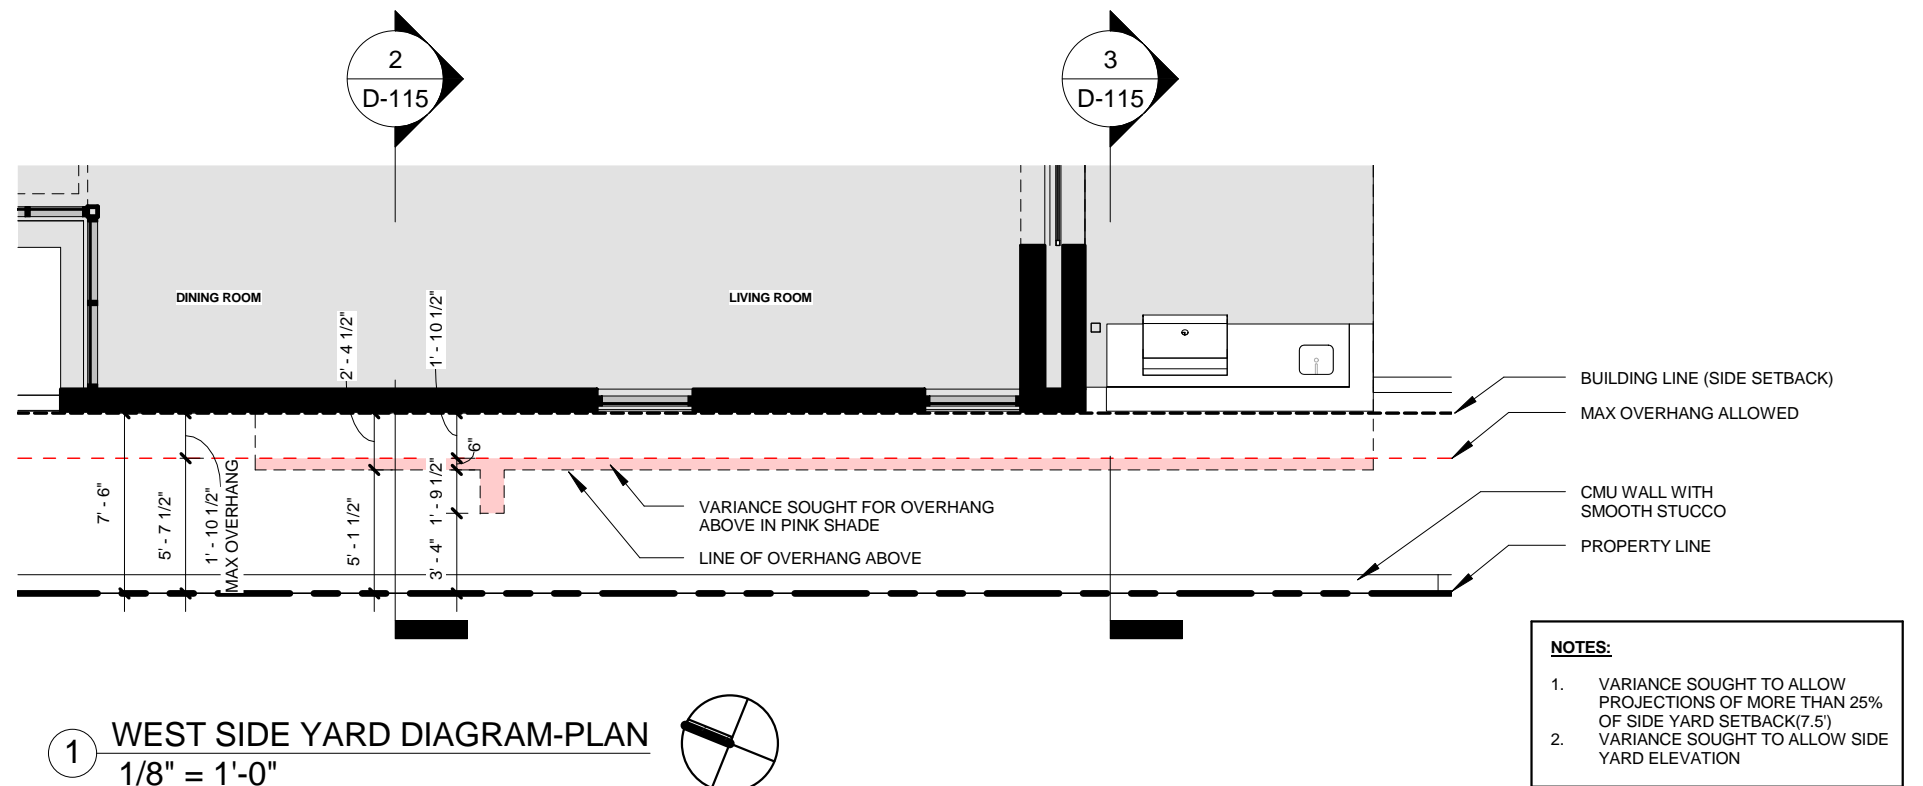 2
D-115
3
D-115
DINING ROOM
LIVING ROOM
2' - 4 1/2"
1' - 10 1/2"
6"
7' - 6"
5' - 7 1/2"
1' - 10 1/2"
MAX OVERHANG
5' - 1 1/2"
1' - 9 1/2"
3' - 4"
VARIANCE SOUGHT FOR OVERHANG
ABOVE IN PINK SHADE
LINE OF OVERHANG ABOVE
BUILDING LINE (SIDE SETBACK)
MAX OVERHANG ALLOWED
CMU WALL WITH
SMOOTH STUCCO
PROPERTY LINE
NOTES:
1. VARIANCE SOUGHT TO ALLOW
PROJECTIONS OF MORE THAN 25%
OF SIDE YARD SETBACK(7.5')
2. VARIANCE SOUGHT TO ALLOW SIDE
YARD ELEVATION
1
WEST SIDE YARD DIAGRAM-PLAN
1/8" = 1'-0"